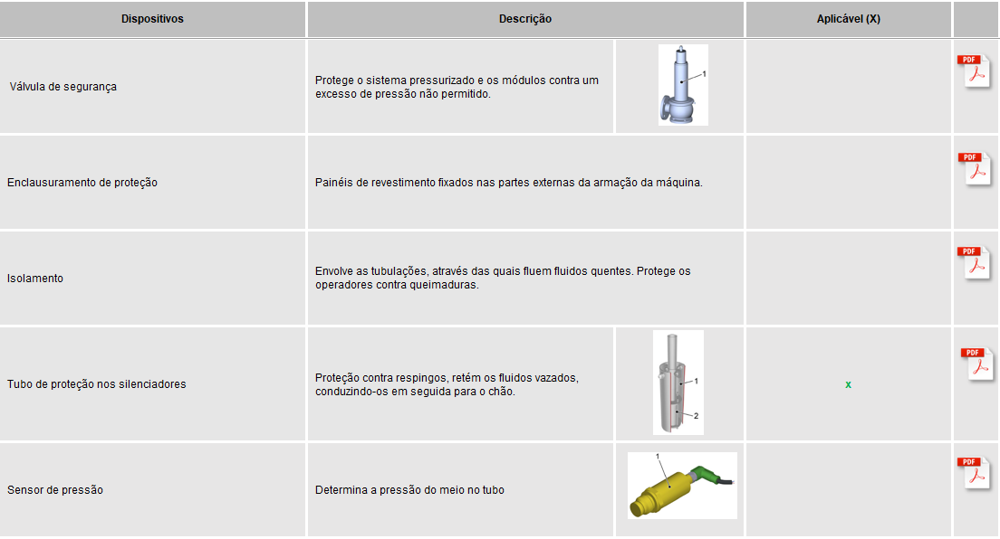 Dispositivos
Descrição
Aplicável (X)
Válvula de segurança
Protege o sistema pressurizado e os módulos contra um
excesso de pressão não permitido.
1
PDF
Enclausuramento de proteção
Painéis de revestimento fixados nas partes externas da armação da máquina.
PDF
Isolamento
Envolve as tubulações, através das quais fluem fluidos quentes. Protege os
operadores contra queimaduras.
PDF
Tubo de proteção nos silenciadores
Proteção contra respingos, retém os fluidos vazados,
conduzindo-os em seguida para o chão.
1
2
x
PDF
Sensor de pressão
Determina a pressão do meio no tubo
1
PDF